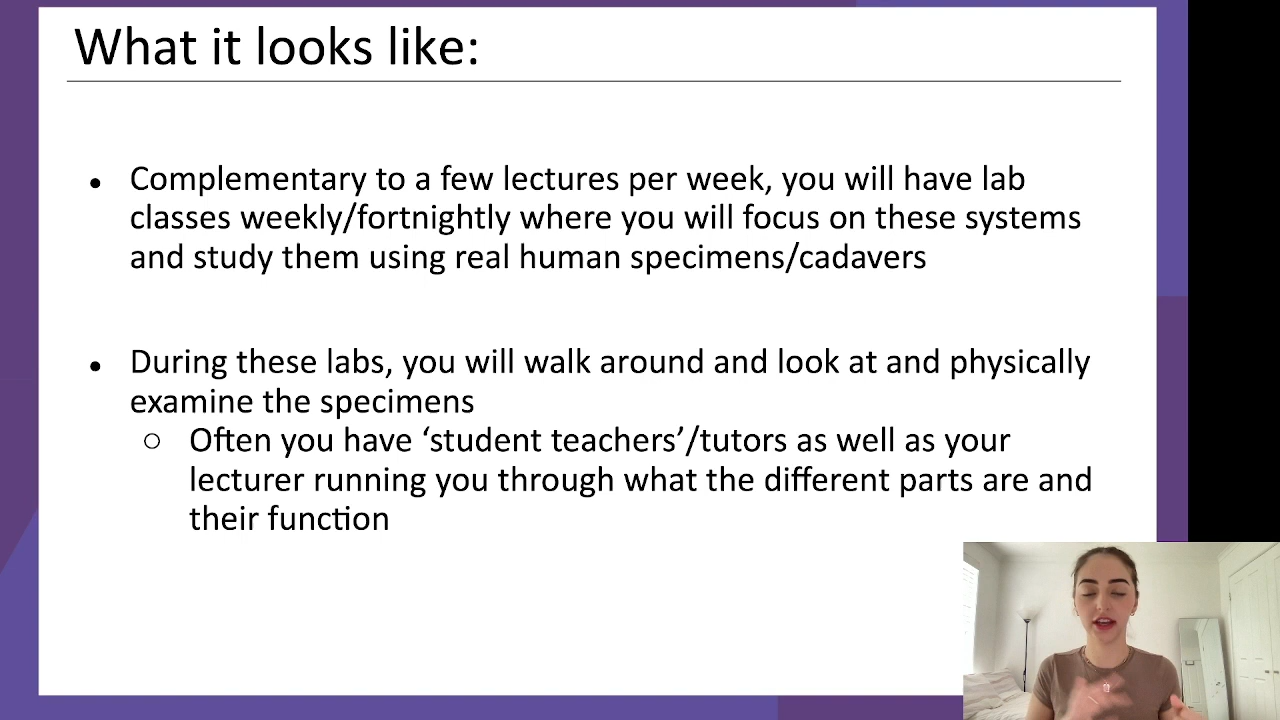 What it looks like:
Complementary to a few lectures per week, you will have lab
classes weekly/fortnightly where you will focus on these systems
and study them using real human specimens/cadavers
During these labs, you will walk around and look at and physically
examine the specimens
Often you have ‘student teachers’/tutors as well as your
lecturer running you through what the different parts are and
their function